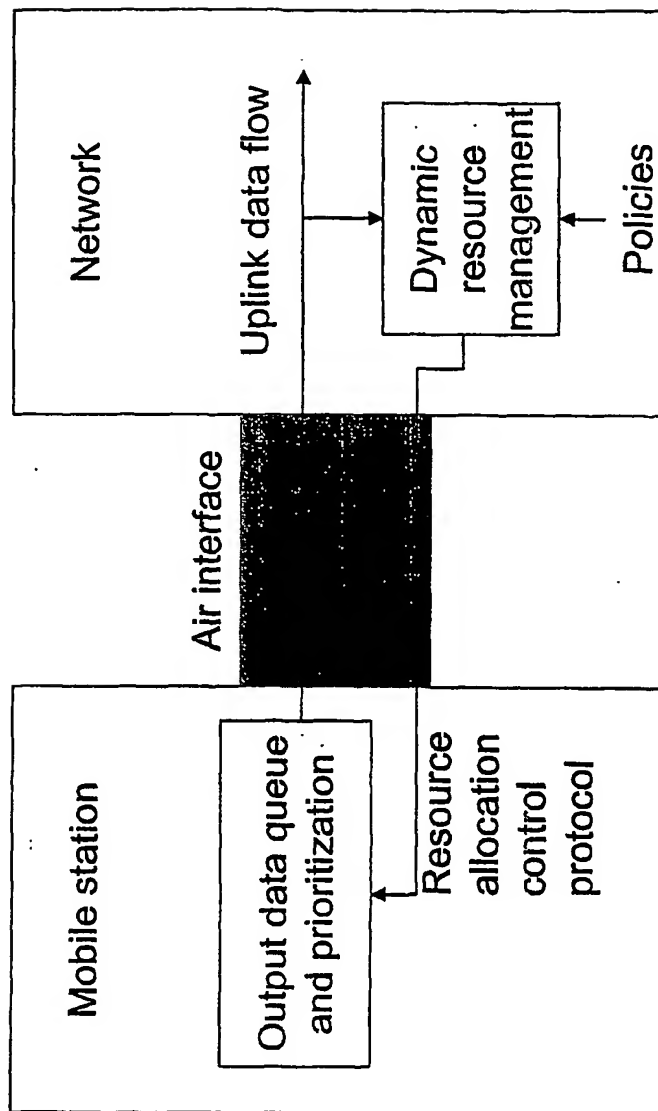 Mobile station
Output data queue
and prioritization
Resource
allocation
control
protocol
Air interface
Network
Uplink data flow
Dynamic
resource
management
Policies